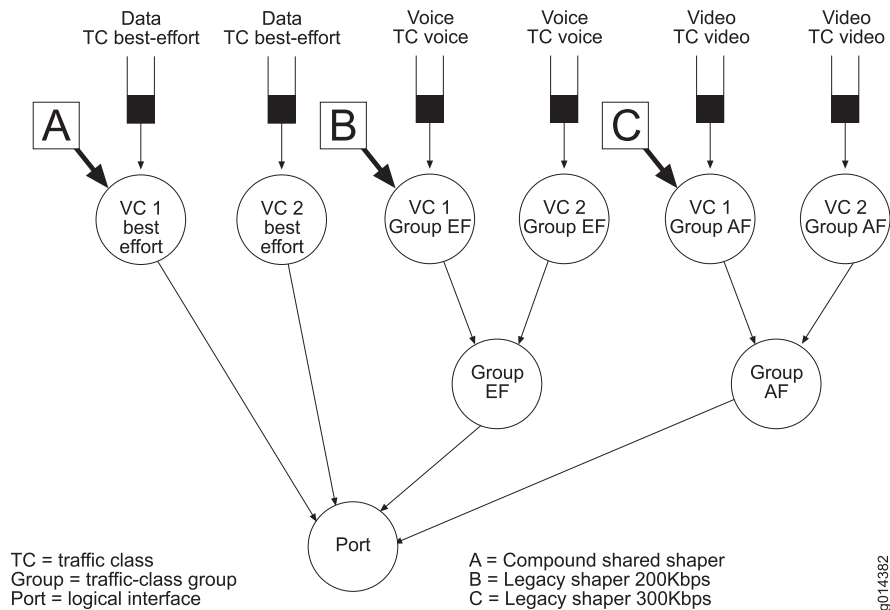 Data
TC best-effort
Data
TC best-effort
Voice
TC voice
Voice
TC voice
Video
TC video
Video
TC video
A
B
C
VC 1
best
effort
VC 2
best
effort
VC 1
Group EF
VC 2
Group EF
VC 1
Group AF
VC 2
Group AF
Group
EF
Group
AF
Port
TC = traffic class
Group = traffic-class group
Port = logical interface
A = Compound shared shaper
B = Legacy shaper 200Kbps
C = Legacy shaper 300Kbps
g014382